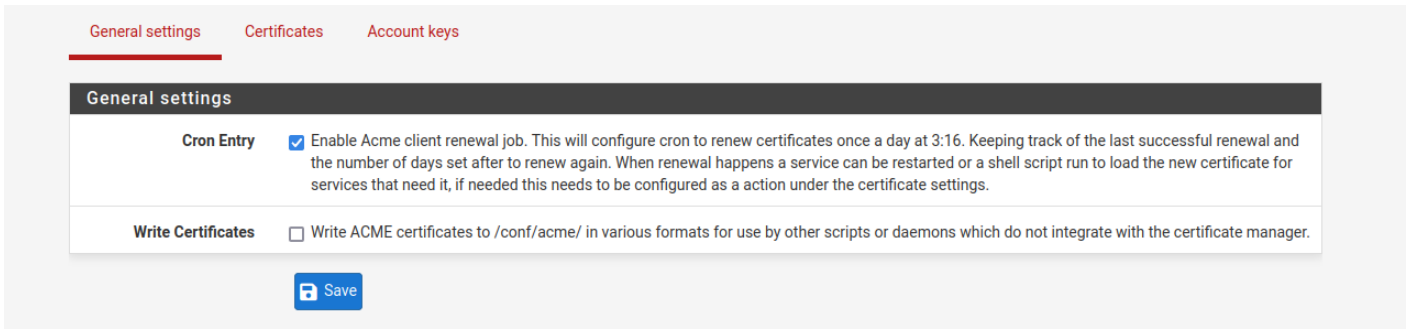 General settings Certificates Account keys
General settings
Cron Entry Enable Acme client renewal job. This will configure cron to renew certificates once a day at 3:16. Keeping track of the last successful renewal and
the number of days set after to renew again. When renewal happens a service can be restarted or a shell script run to load the new certificate for
services that need it, if needed this needs to be configured as a action under the certificate settings.
Write Certificates Write ACME certificates to /conf/acme/ in various formats for use by other scripts or daemons which do not integrate with the certificate manager.
Save